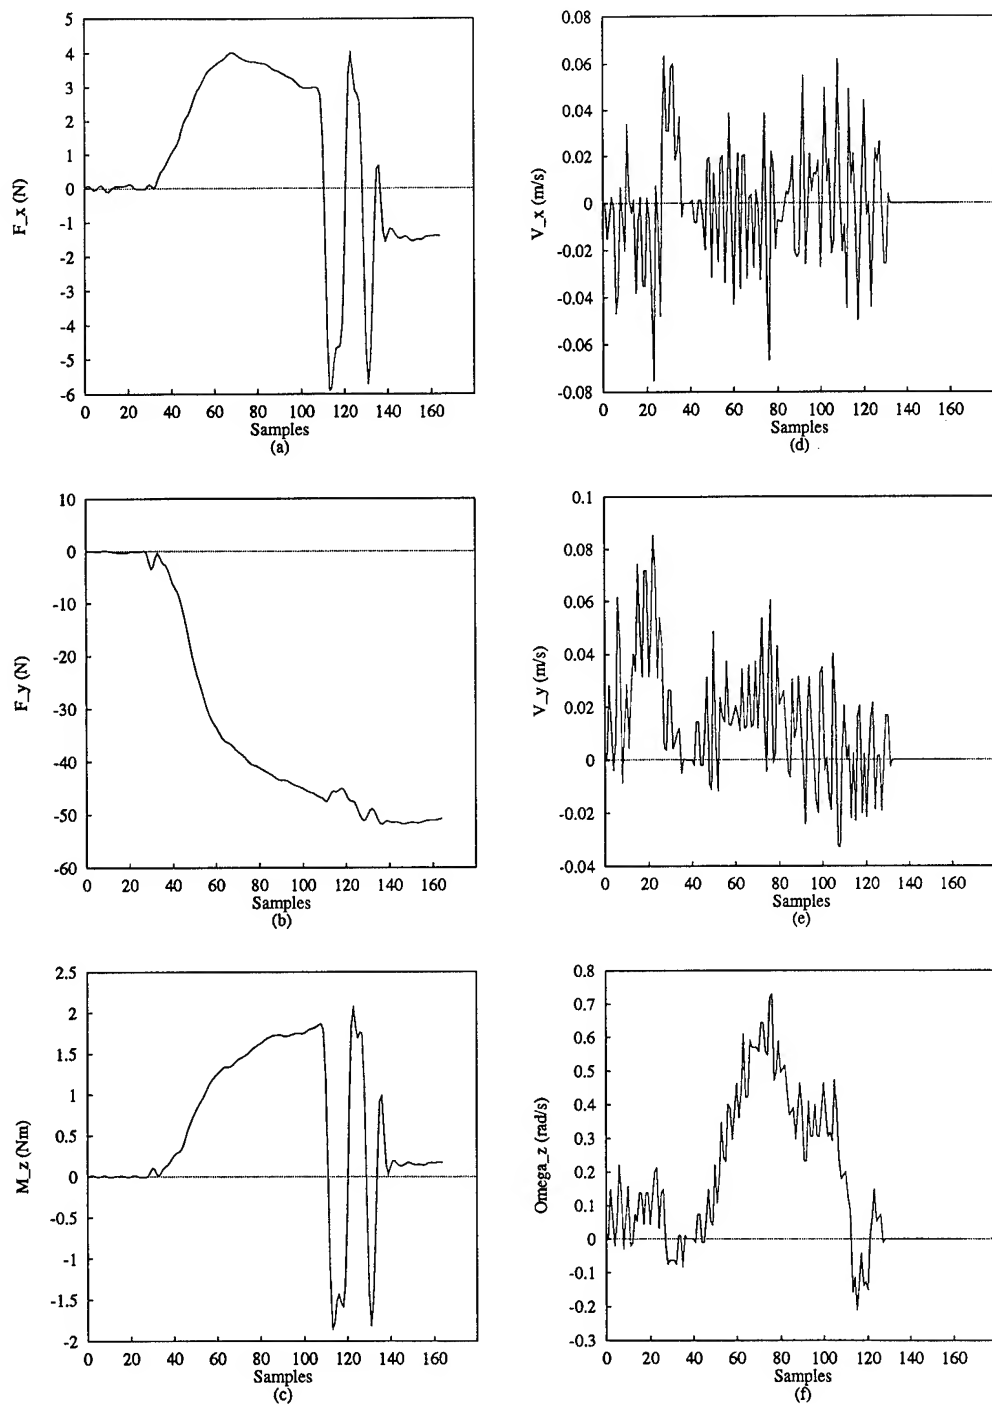 5
4
3
2
1
0
-1
-2
-3
-4
-5
-6
F_x (N)
0 20 40 60 80 100 120 140 160
Samples
(a)
0.08
0.06
0.04
0.02
0
-0.02
-0.04
-0.06
-0.08
V_x (m/s)
0 20 40 60 80 100 120 140 160
Samples
(d)
10
0
-10
-20
-30
-40
-50
-60
F_y (N)
0 20 40 60 80 100 120 140 160
Samples
(b)
0.1
0.08
0.06
0.04
0.02
0
-0.02
-0.04
V_y (m/s)
0 20 40 60 80 100 120 140 160
Samples
(e)
2.5
2
1.5
1
0.5
0
-0.5
-1
-1.5
-2
M_z (Nm)
0 20 40 60 80 100 120 140 160
Samples
(c)
0.8
0.7
0.6
0.5
0.4
0.3
0.2
0.1
0
-0.1
-0.2
-0.3
Omega_z (rad/s)
0 20 40 60 80 100 120 140 160
Samples
(f)